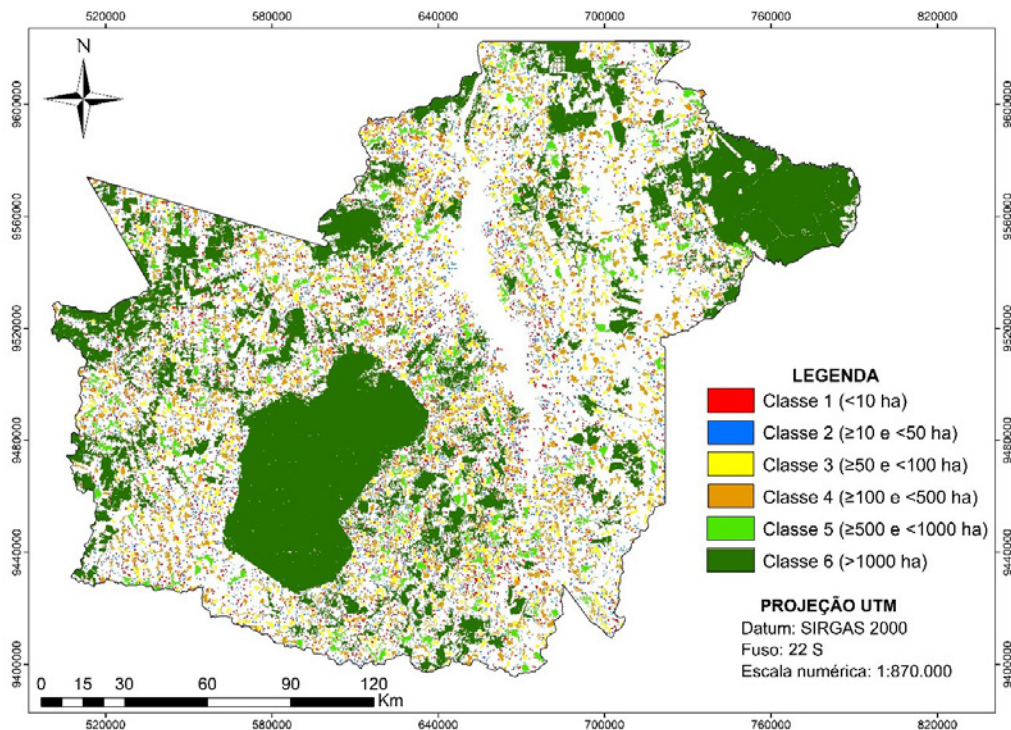 520000 580000 640000 700000 760000 820000
N
9600000 9600000
9560000 9560000
9520000 9520000
9480000 9480000
9440000 9440000
9400000 9400000
LEGENDA
Classe 1 (<10 ha)
Classe 2 (≥10 e <50 ha)
Classe 3 (≥50 e <100 ha)
Classe 4 (≥100 e <500 ha)
Classe 5 (≥500 e <1000 ha)
Classe 6 (>1000 ha)
PROJEÇÃO UTM
Datum: SIRGAS 2000
Fuso: 22 S
Escala numérica: 1:870.000
0 15 30 60 90 120
Km
520000 580000 640000 700000 760000 820000